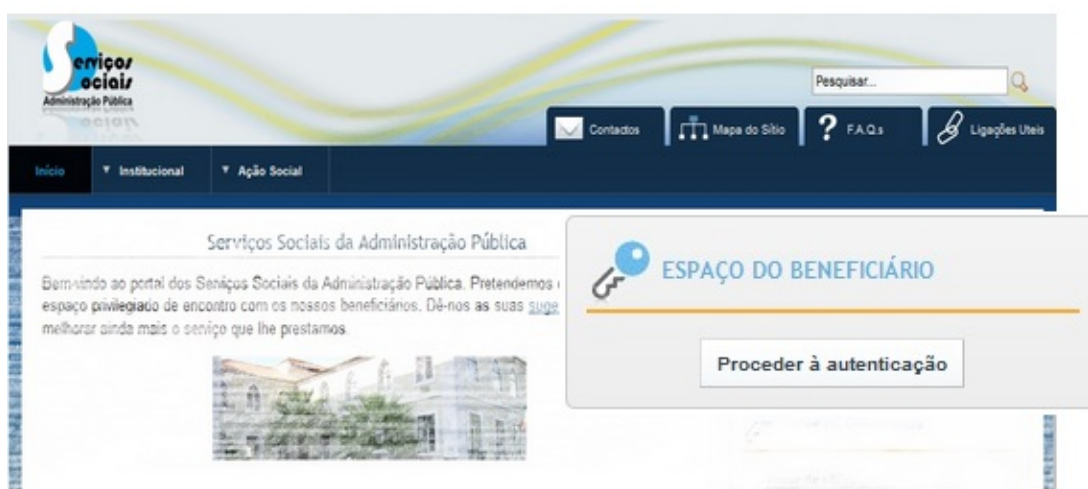 Serviços
Sociais
Administração Pública
Pesquisar...
Contactos
Mapa do Sítio
? F.A.Q.s
Ligações Uteis
Início
Institucional
Ação Social
Serviços Sociais da Administração Pública
Bem-vindo ao portal dos Serviços Sociais da Administração Pública. Pretendemos
espaço privilegiado de encontro com os nossos beneficiários. Dê-nos as suas suge
melhorar ainda mais o serviço que lhe prestamos.
ESPAÇO DO BENEFICIÁRIO
Proceder à autenticação